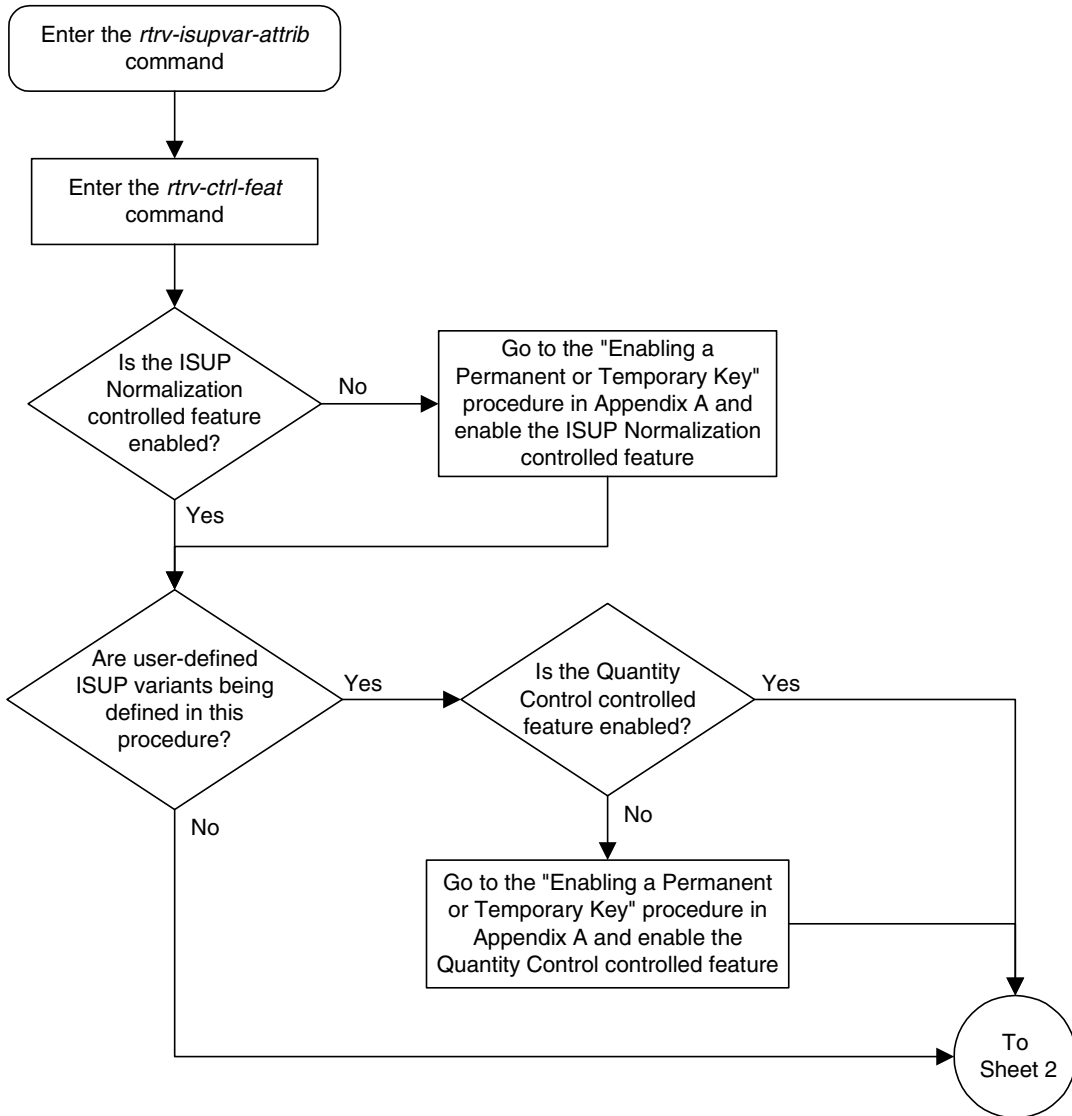 Enter the rtrv-isupvar-attrib
command
Enter the rtrv-ctrl-feat
command
Is the ISUP
Normalization
controlled feature
enabled?
No
Go to the "Enabling a
Permanent or Temporary Key"
procedure in Appendix A and
enable the ISUP Normalization
controlled feature
Yes
Are user-defined
ISUP variants being
defined in this
procedure?
Yes
Is the Quantity
Control controlled
feature enabled?
Yes
No
No
Go to the "Enabling a Permanent
or Temporary Key" procedure in
Appendix A and enable the
Quantity Control controlled feature
To
Sheet 2